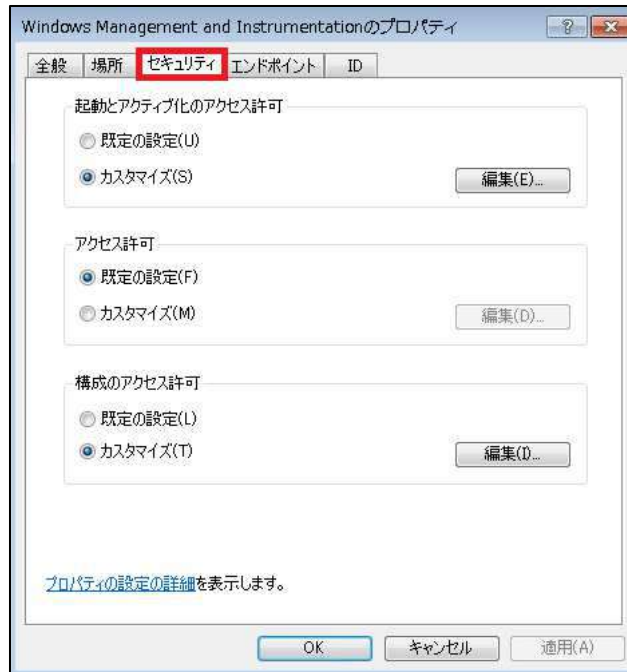 Windows Management and Instrumentationのプロパティ
全般 場所 セキュリティ エンドポイント ID
起動とアクティブ化のアクセス許可
既定の設定(U)
カスタマイズ(S) 編集(E)...
アクセス許可
既定の設定(F)
カスタマイズ(M) 編集(D)...
構成のアクセス許可
既定の設定(L)
カスタマイズ(T) 編集(I)...
プロパティの設定の詳細を表示します。
OK キャンセル 適用(A)